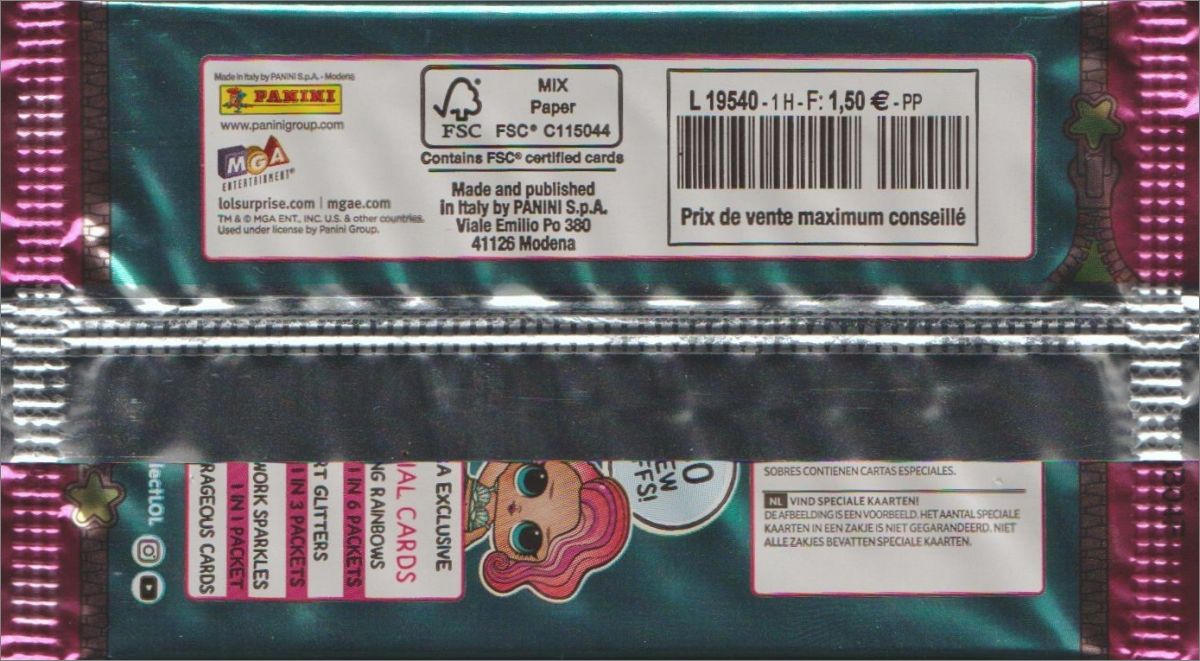 Made in Italy by PANINI S.p.A. - Modena
PANINI
www.paninigroup.com
MGA
ENTERTAINMENT®
lolsurprise.com | mgae.com
TM & © MGA ENT., INC. U.S. & other countries.
Used under license by Panini Group.
FSC
MIX
Paper
FSC® C115044
Contains FSC® certified cards
Made and published
in Italy by PANINI S.p.A.
Viale Emilio Po 380
41126 Modena
L 19540 - 1 H - F: 1,50 € - PP
Prix de vente maximum conseillé
lectLOL
A EXCLUSIVE
IAL CARDS
NG RAINBOWS
1 IN 6 PACKETS
RT GLITTERS
1 IN 3 PACKETS
WORK SPARKLES
1 IN 1 PACKET
RAGEOUS CARDS
O
EW
FFS!
SOBRES CONTIENEN CARTAS ESPECIALES.
NL VIND SPECIALE KAARTEN!
DE AFBEELDING IS EEN VOORBEELD. HET AANTAL SPECIALE
KAARTEN IN EEN ZAKJE IS NIET GEGARANDEERD. NIET
ALLE ZAKJES BEVATTEN SPECIALE KAARTEN.